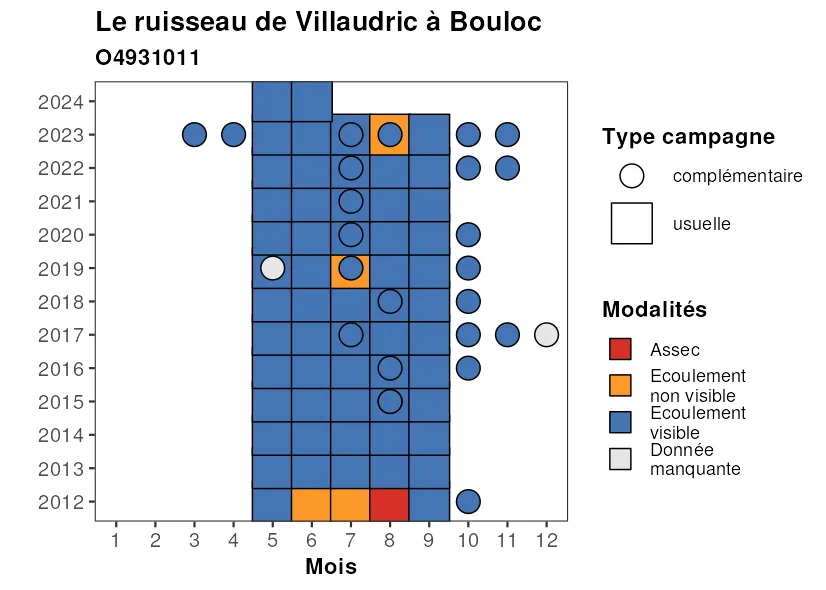 Le ruisseau de Villaudric à Bouloc
O4931011
2024
2023
2022
2021
2020
2019
2018
2017
2016
2015
2014
2013
2012
1 2 3 4 5 6 7 8 9 10 11 12
Mois
Type campagne
complémentaire
usuelle
Modalités
Assec
Ecoulement
non visible
Ecoulement
visible
Donnée
manquante